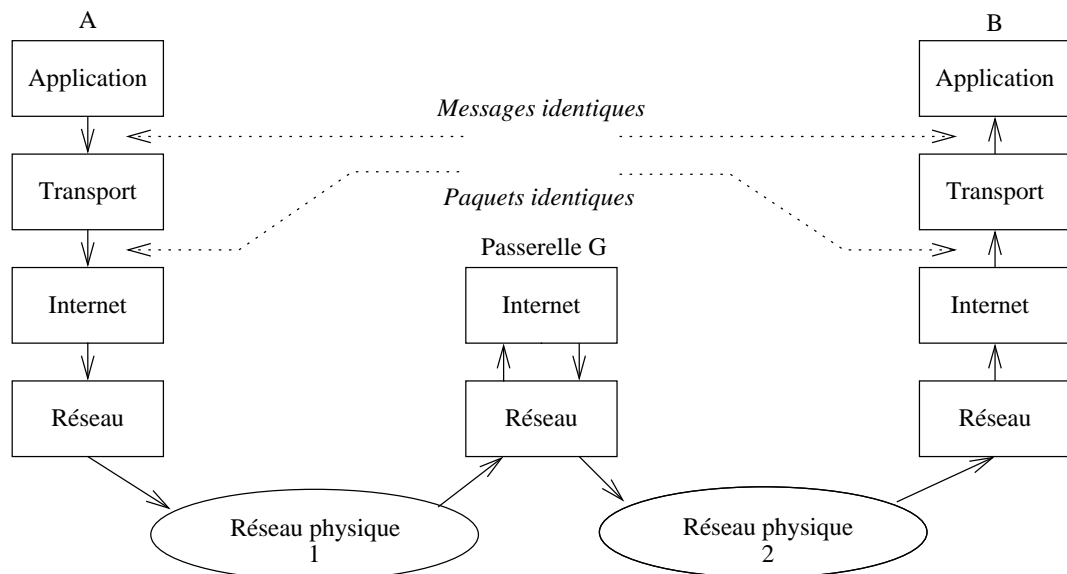 A
B
Application
Application
Messages identiques
Transport
Transport
Paquets identiques
Passerelle G
Internet
Internet
Internet
Réseau
Réseau
Réseau
Réseau physique
1
Réseau physique
2